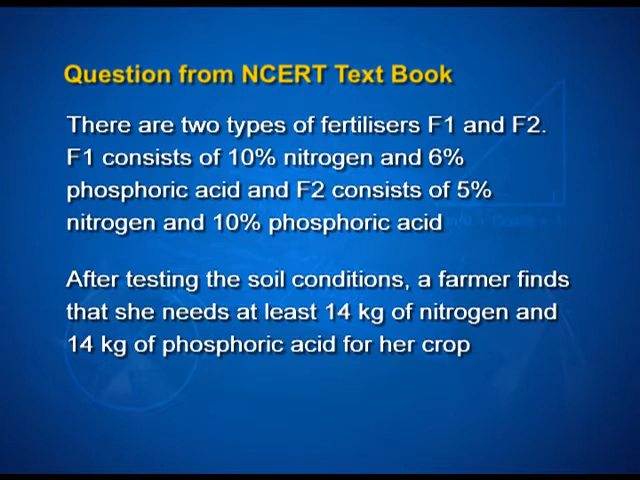 Question from NCERT Text Book
There are two types of fertilisers F1 and F2.
F1 consists of 10% nitrogen and 6%
phosphoric acid and F2 consists of 5%
nitrogen and 10% phosphoric acid
After testing the soil conditions, a farmer finds
that she needs at least 14 kg of nitrogen and
14 kg of phosphoric acid for her crop